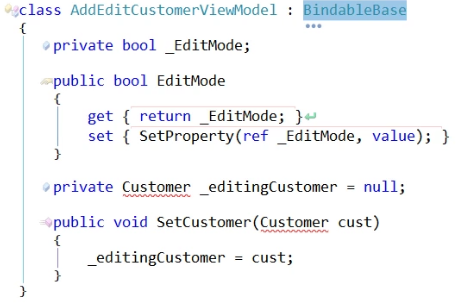 class AddEditCustomerViewModel : BindableBase
{
private bool _EditMode;
public bool EditMode
{
get { return _EditMode; }
set { SetProperty(ref _EditMode, value); }
}
private Customer _editingCustomer = null;
public void SetCustomer(Customer cust)
{
_editingCustomer = cust;
}
}